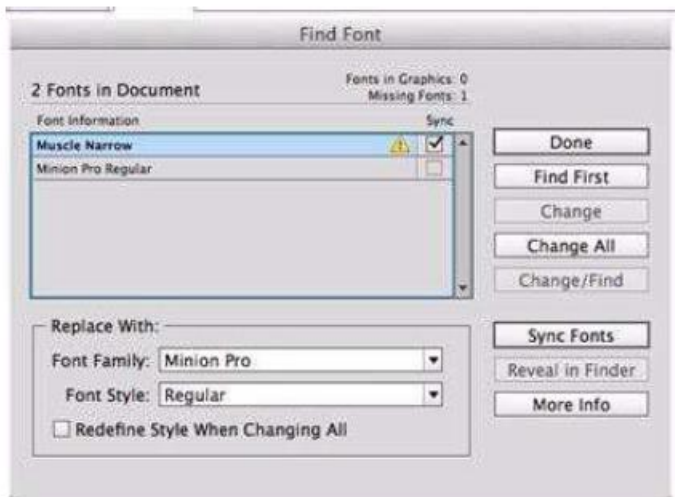 Find Font
2 Fonts in Document
Fonts in Graphics: 0
Missing Fonts: 1
Font Information Sync
Muscle Narrow
Minion Pro Regular
Done
Find First
Change
Change All
Change/Find
Replace With:
Font Family: Minion Pro
Font Style: Regular
Redefine Style When Changing All
Sync Fonts
Reveal in Finder
More Info